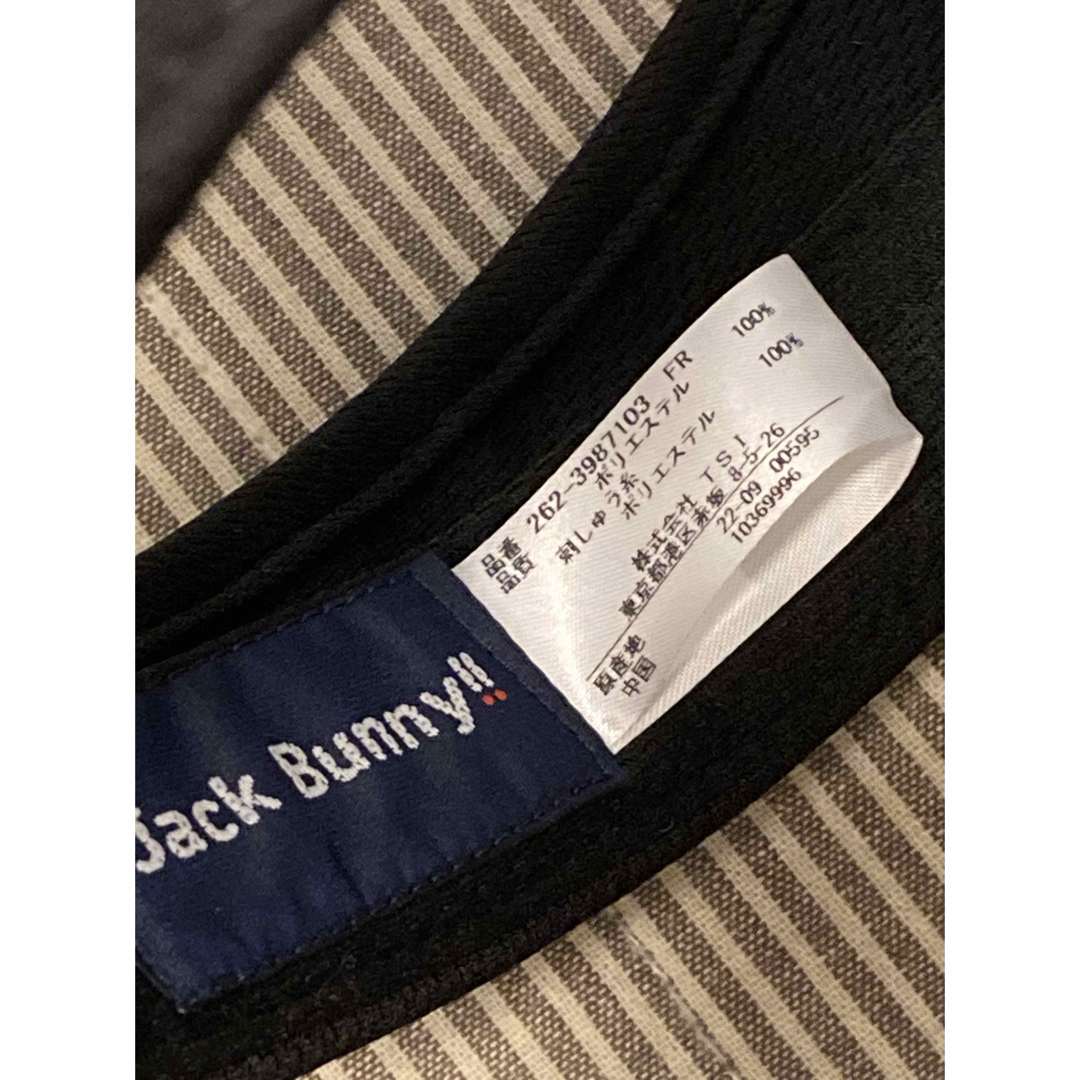 品番 262-3987103 FR
品質 ポリエステル 100%
刺しゅう糸
ポリエステル 100%
株式会社 TSI
東京都港区赤坂 8-5-26
22-09 00595
10369996
原産地
中国
Jack Bunny!!